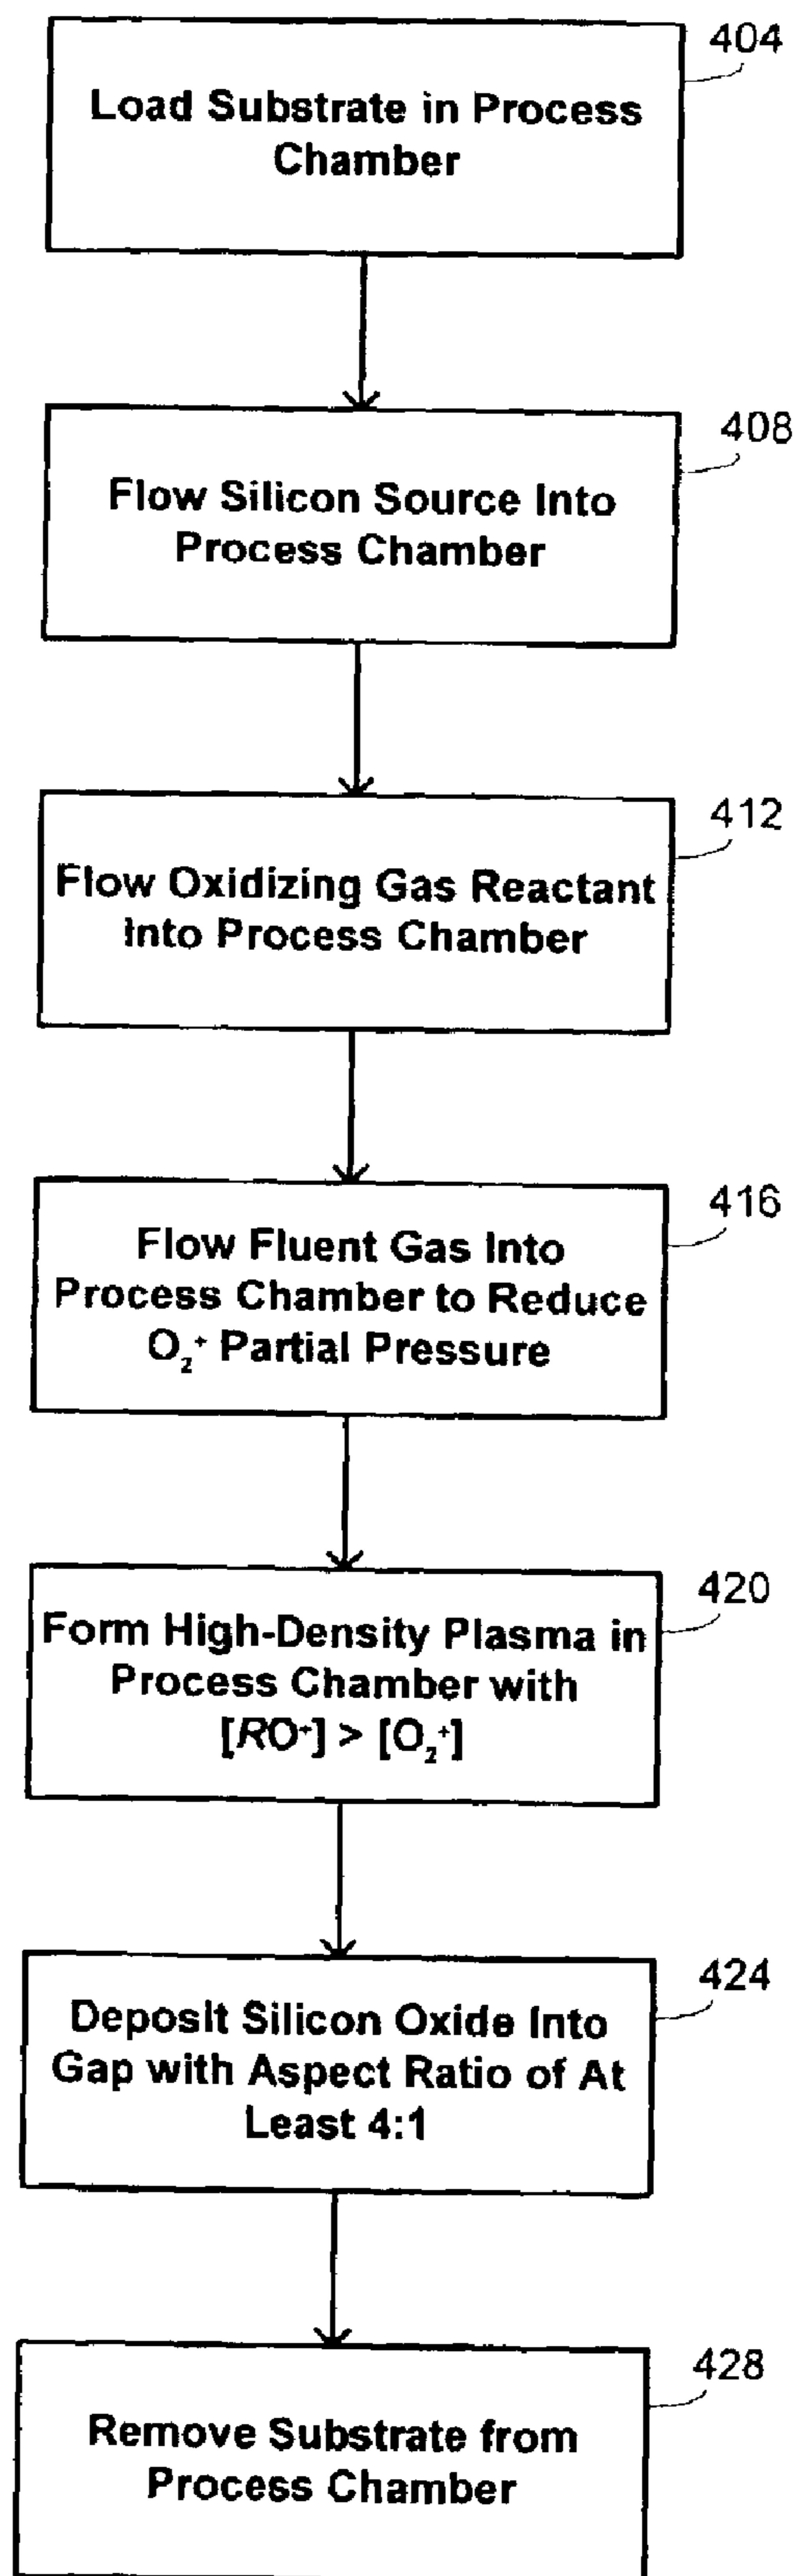 404
Load Substrate in Process
Chamber
408
Flow Silicon Source Into
Process Chamber
412
Flow Oxidizing Gas Reactant
Into Process Chamber
416
Flow Fluent Gas Into
Process Chamber to Reduce
O₂⁺ Partial Pressure
420
Form High-Density Plasma in
Process Chamber with
[RO⁺] > [O₂⁺]
424
Deposit Silicon Oxide Into
Gap with Aspect Ratio of At
Least 4:1
428
Remove Substrate from
Process Chamber